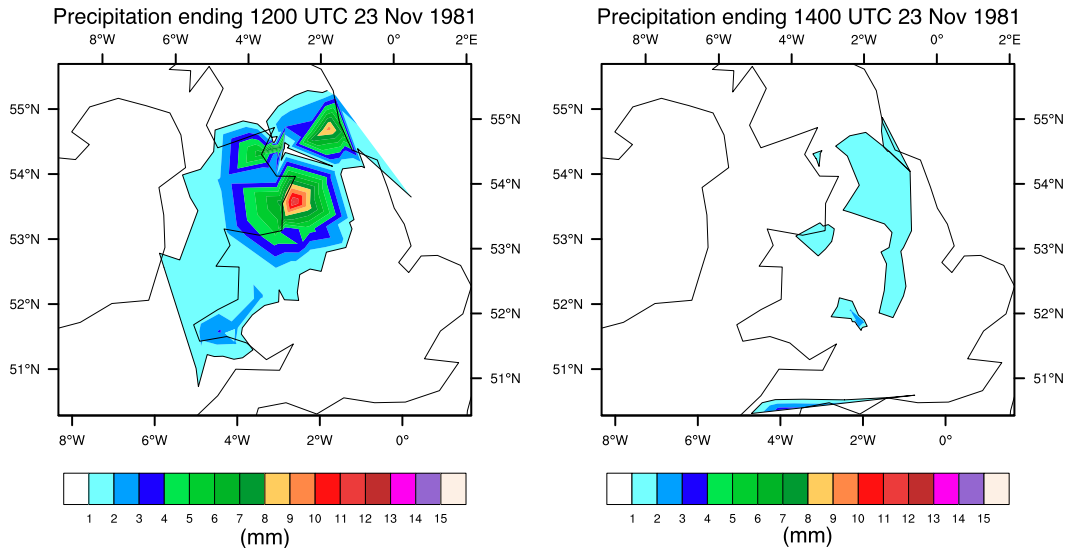 Precipitation ending 1200 UTC 23 Nov 1981
8°W 6°W 4°W 2°W 0° 2°E
55°N 55°N
54°N 54°N
53°N 53°N
52°N 52°N
51°N 51°N
8°W 6°W 4°W 2°W 0°
1 2 3 4 5 6 7 8 9 10 11 12 13 14 15
(mm)
Precipitation ending 1400 UTC 23 Nov 1981
8°W 6°W 4°W 2°W 0° 2°E
55°N 55°N
54°N 54°N
53°N 53°N
52°N 52°N
51°N 51°N
8°W 6°W 4°W 2°W 0°
1 2 3 4 5 6 7 8 9 10 11 12 13 14 15
(mm)